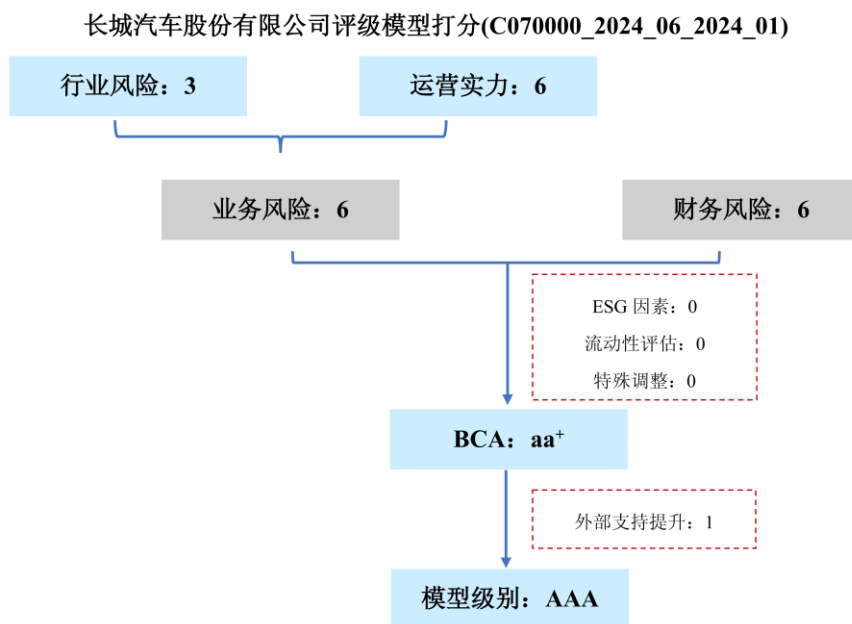 长城汽车股份有限公司评级模型打分(C070000_2024_06_2024_01)
行业风险：3
运营实力：6
业务风险：6
财务风险：6
ESG 因素：0
流动性评估：0
特殊调整：0
BCA：aa⁺
外部支持提升：1
模型级别：AAA